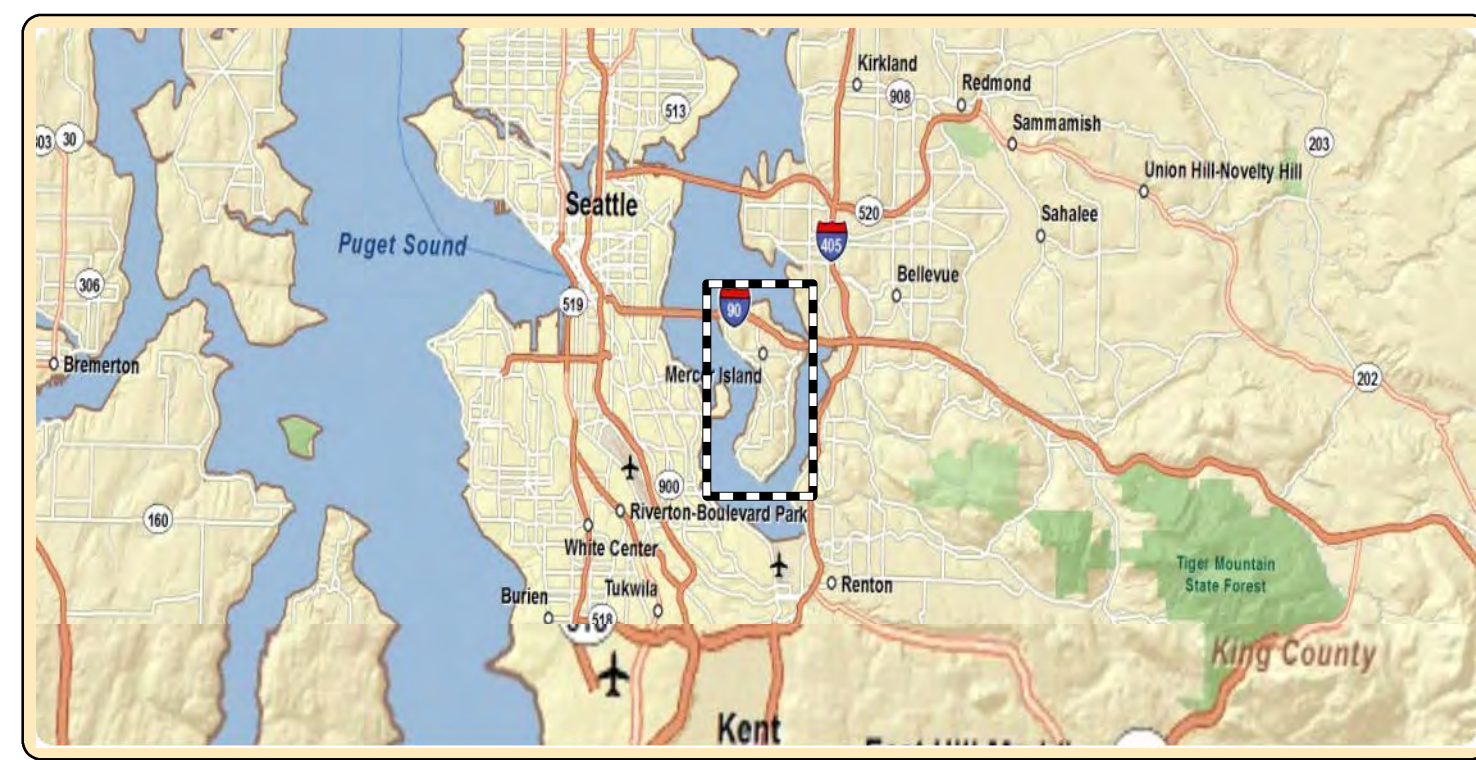 Kirkland
908
Redmond
513
Sammamish
03
30
203
Union Hill-Novelty Hill
Seattle
520
Sahalee
Puget Sound
405
Bellevue
306
519
90
Bremerton
Mercer Island
202
900
160
Riverton-Boulevard Park
White Center
Tiger Mountain
State Forest
Tukwila
Renton
Burien
518
King County
Kent